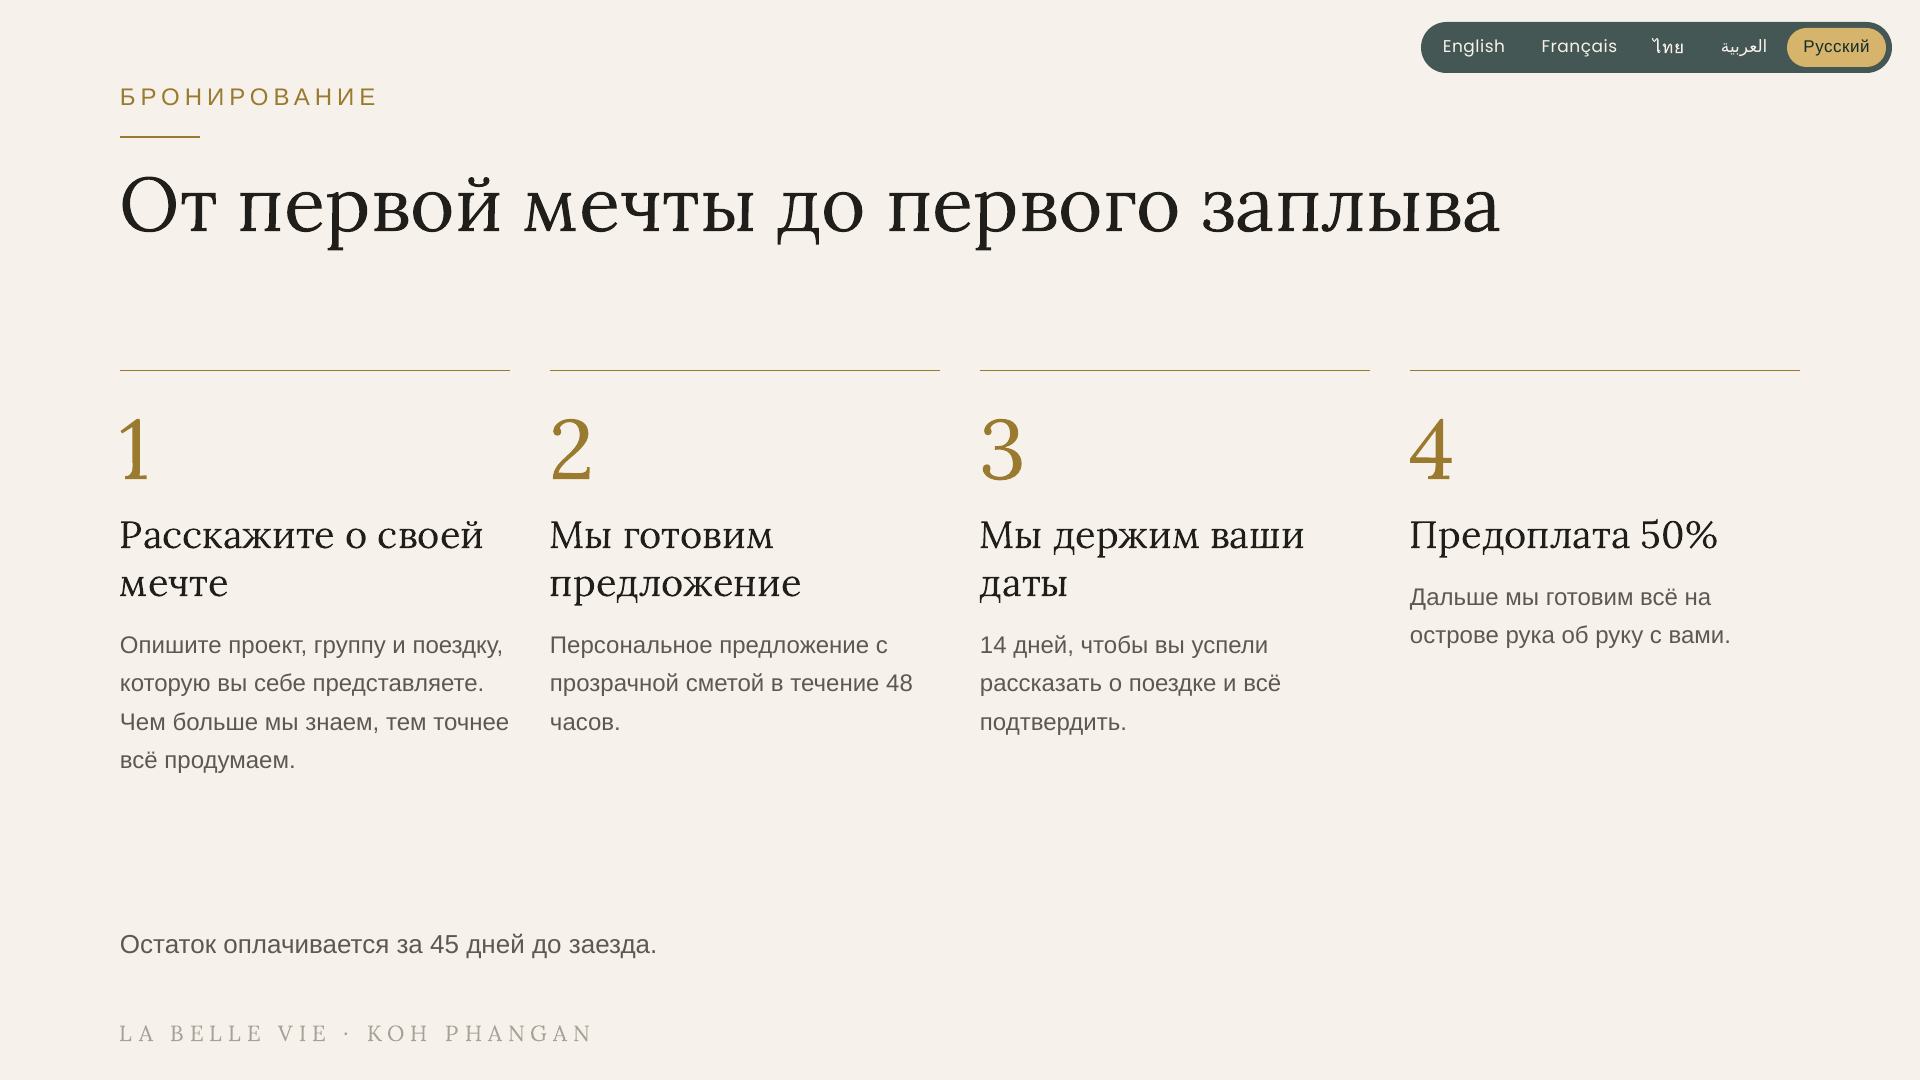 English Français ไทย العربية Русский
БРОНИРОВАНИЕ
От первой мечты до первого заплыва
1
Расскажите о своей
мечте
Опишите проект, группу и поездку,
которую вы себе представляете.
Чем больше мы знаем, тем точнее
всё продумаем.
2
Мы готовим
предложение
Персональное предложение с
прозрачной сметой в течение 48
часов.
3
Мы держим ваши
даты
14 дней, чтобы вы успели
рассказать о поездке и всё
подтвердить.
4
Предоплата 50%
Дальше мы готовим всё на
острове рука об руку с вами.
Остаток оплачивается за 45 дней до заезда.
LA BELLE VIE · KOH PHANGAN